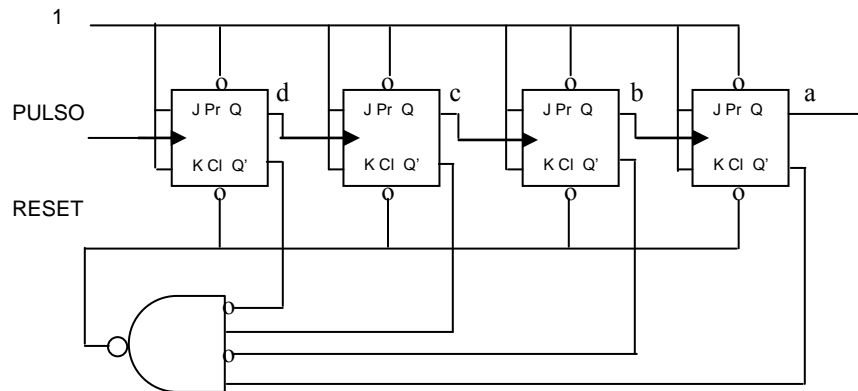 1
d c b a
J Pr Q J Pr Q J Pr Q J Pr Q
PULSO
K Cl Q' K Cl Q' K Cl Q' K Cl Q'
RESET